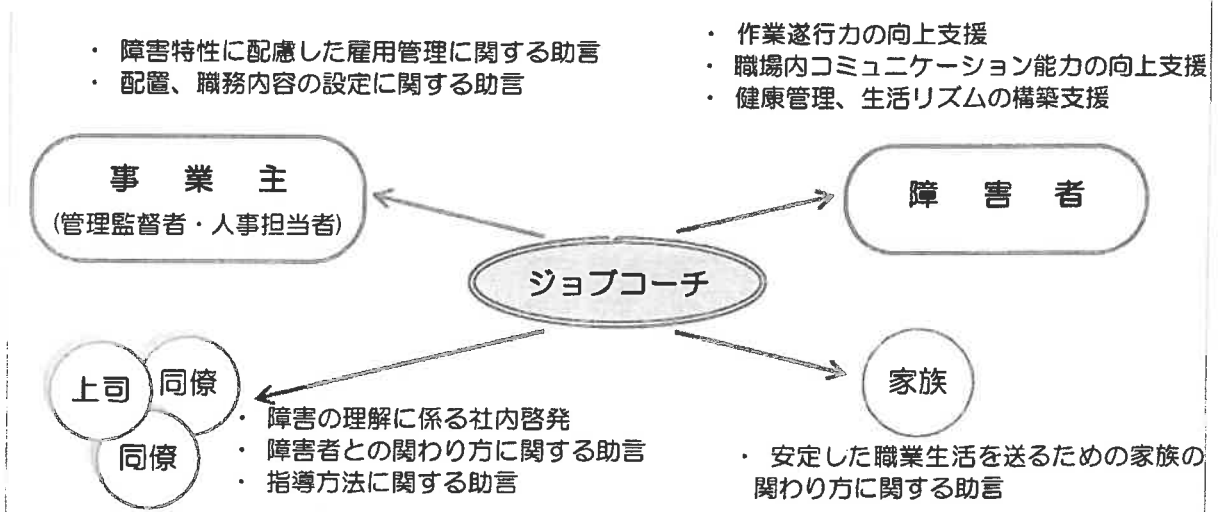 ・ 障害特性に配慮した雇用管理に関する助言
・ 配置、職務内容の設定に関する助言
・ 作業遂行力の向上支援
・ 職場内コミュニケーション能力の向上支援
・ 健康管理、生活リズムの構築支援
事 業 主
(管理監督者・人事担当者)
障 害 者
ジョブコーチ
上司
同僚
同僚
・ 障害の理解に係る社内啓発
・ 障害者との関わり方に関する助言
・ 指導方法に関する助言
家族
・ 安定した職業生活を送るための家族の
関わり方に関する助言